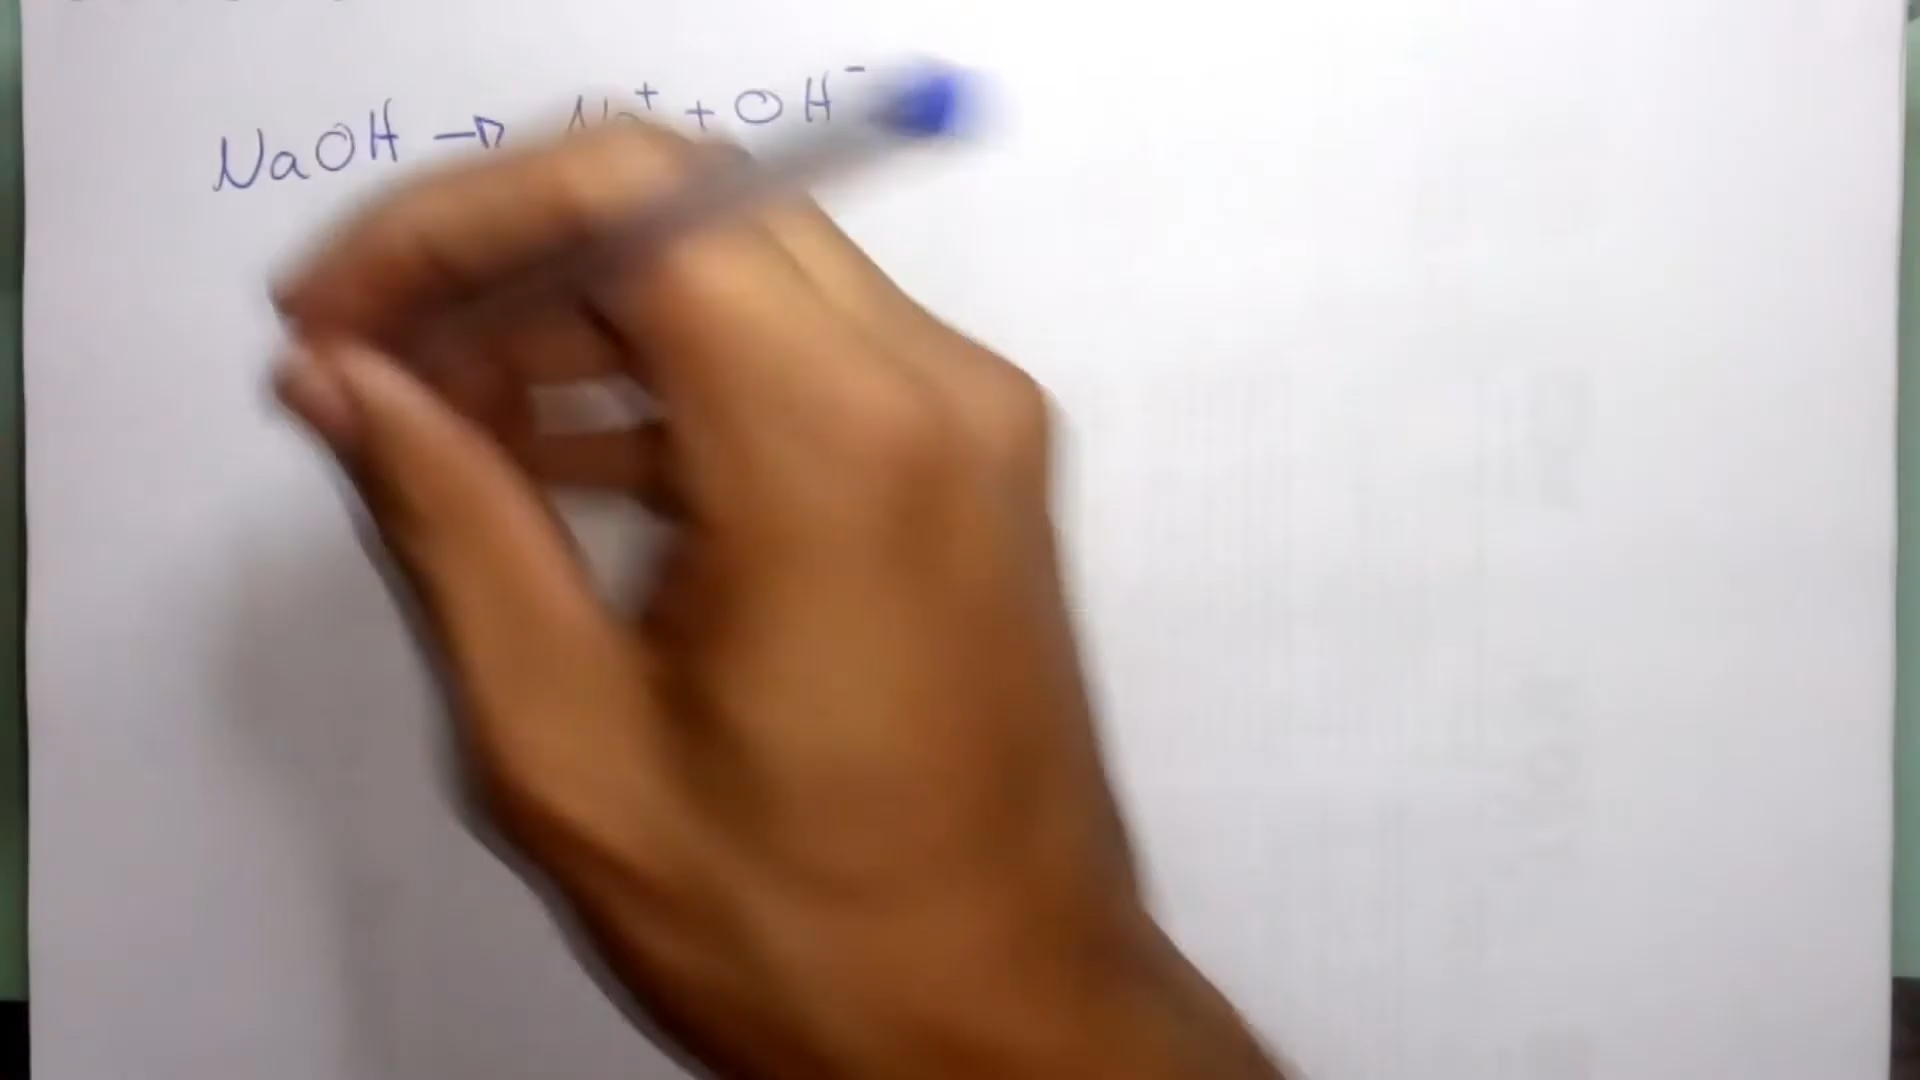 NaOH → Na⁺ + OH⁻